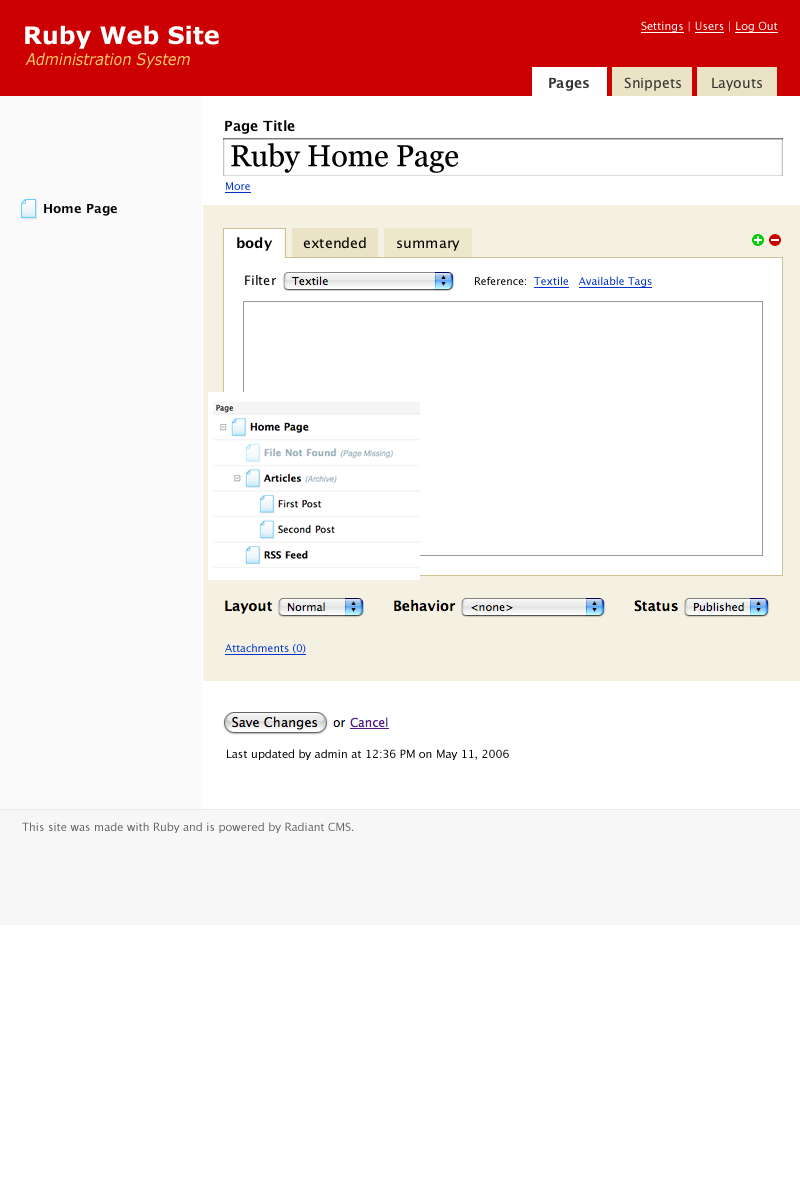 Ruby Web Site
Administration System
Settings | Users | Log Out
Pages Snippets Layouts
Page Title
Ruby Home Page
More
Home Page
body extended summary
Filter Textile Reference: Textile Available Tags
Page
Home Page
File Not Found (Page Missing)
Articles (Archive)
First Post
Second Post
RSS Feed
Layout Normal Behavior <none> Status Published
Attachments (0)
Save Changes or Cancel
Last updated by admin at 12:36 PM on May 11, 2006
This site was made with Ruby and is powered by Radiant CMS.